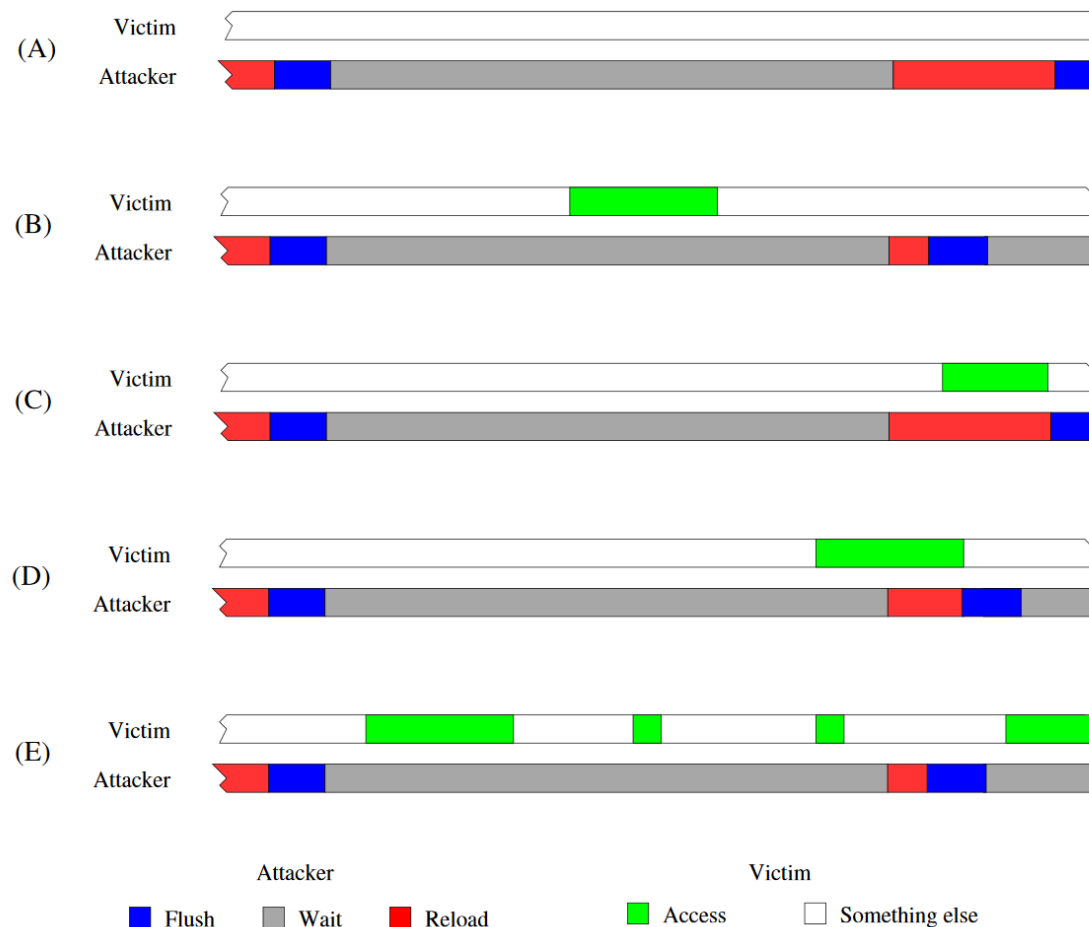 (A)
Victim
Attacker
(B)
Victim
Attacker
(C)
Victim
Attacker
(D)
Victim
Attacker
(E)
Victim
Attacker
Attacker Victim
Flush Wait Reload Access Something else